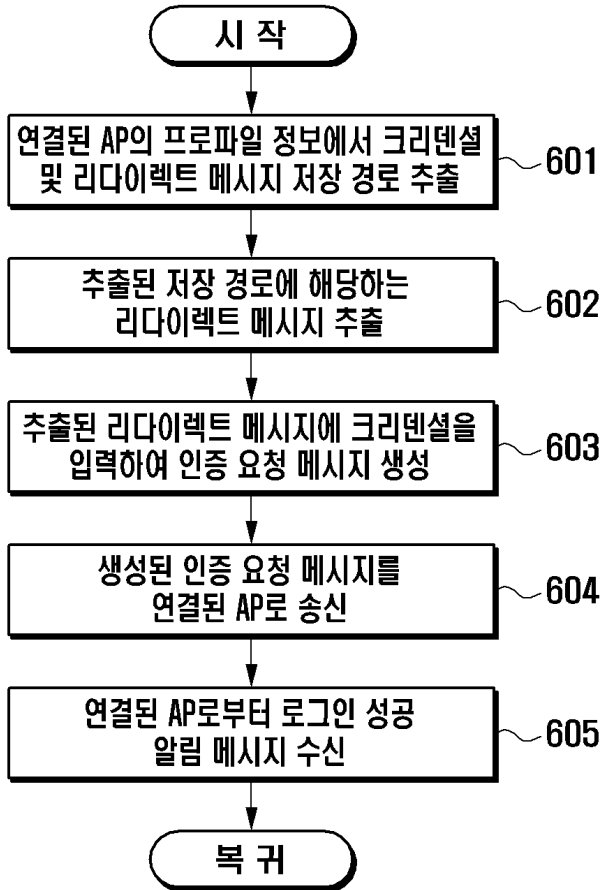 시 작
연결된 AP의 프로파일 정보에서 크리덴셜
및 리다이렉트 메시지 저장 경로 추출
601
추출된 저장 경로에 해당하는
리다이렉트 메시지 추출
602
추출된 리다이렉트 메시지에 크리덴셜을
입력하여 인증 요청 메시지 생성
603
생성된 인증 요청 메시지를
연결된 AP로 송신
604
연결된 AP로부터 로그인 성공
알림 메시지 수신
605
복 귀